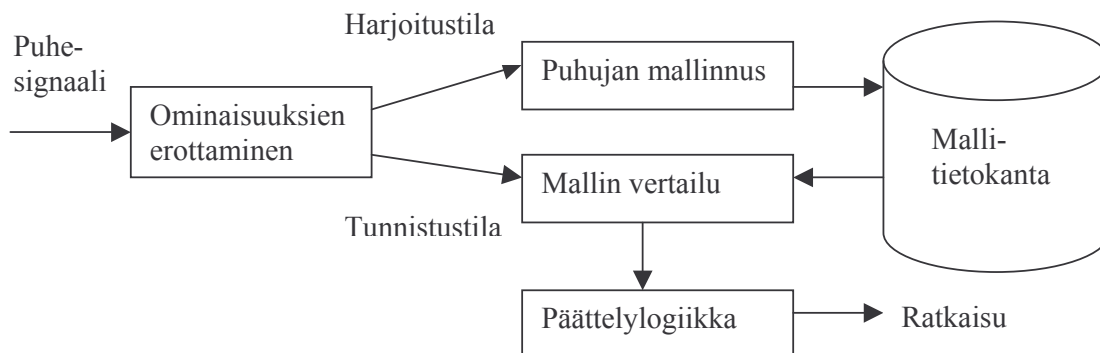 Puhe-
signaali
Harjoitustila
Ominaisuuksien
erottaminen
Puhujan mallinnus
Malli-
tietokanta
Mallin vertailu
Tunnistustila
Päättelylogiikka
Ratkaisu